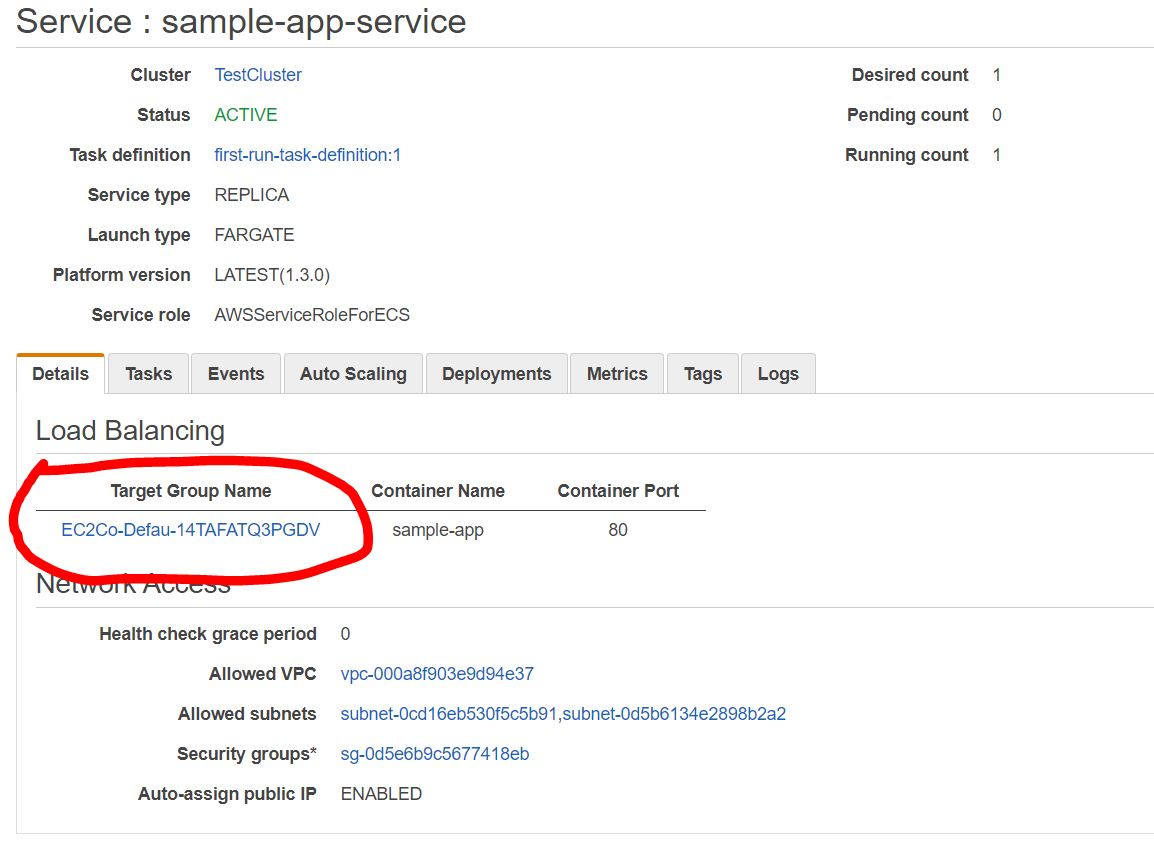 Service : sample-app-service
Cluster TestCluster Desired count 1
Status ACTIVE Pending count 0
Task definition first-run-task-definition:1 Running count 1
Service type REPLICA
Launch type FARGATE
Platform version LATEST(1.3.0)
Service role AWSServiceRoleForECS
Details Tasks Events Auto Scaling Deployments Metrics Tags Logs
Load Balancing
Target Group Name Container Name Container Port
EC2Co-Defau-14TAFATQ3PGDV sample-app 80
Network Access
Health check grace period 0
Allowed VPC vpc-000a8f903e9d94e37
Allowed subnets subnet-0cd16eb530f5c5b91,subnet-0d5b6134e2898b2a2
Security groups* sg-0d5e6b9c5677418eb
Auto-assign public IP ENABLED